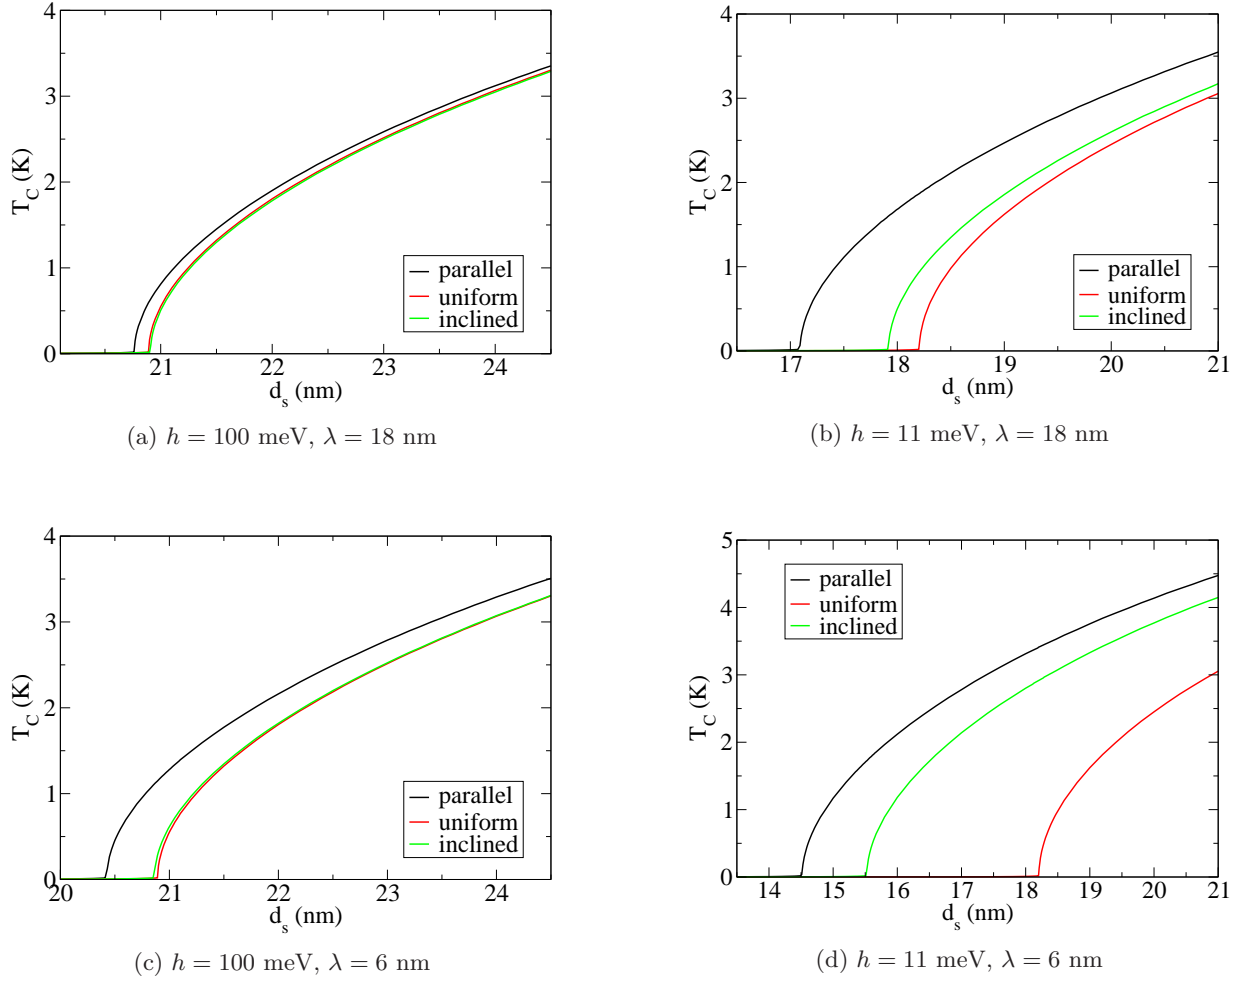 4
3
2
1
0
T_C (K)
21
22
23
24
d_s (nm)
parallel
uniform
inclined
(a) h = 100 meV, λ = 18 nm
4
3
2
1
0
T_C (K)
17
18
19
20
21
d_s (nm)
parallel
uniform
inclined
(b) h = 11 meV, λ = 18 nm
4
3
2
1
0
T_C (K)
20
21
22
23
24
d_s (nm)
parallel
uniform
inclined
(c) h = 100 meV, λ = 6 nm
5
4
3
2
1
0
T_C (K)
14
15
16
17
18
19
20
21
d_s (nm)
parallel
uniform
inclined
(d) h = 11 meV, λ = 6 nm